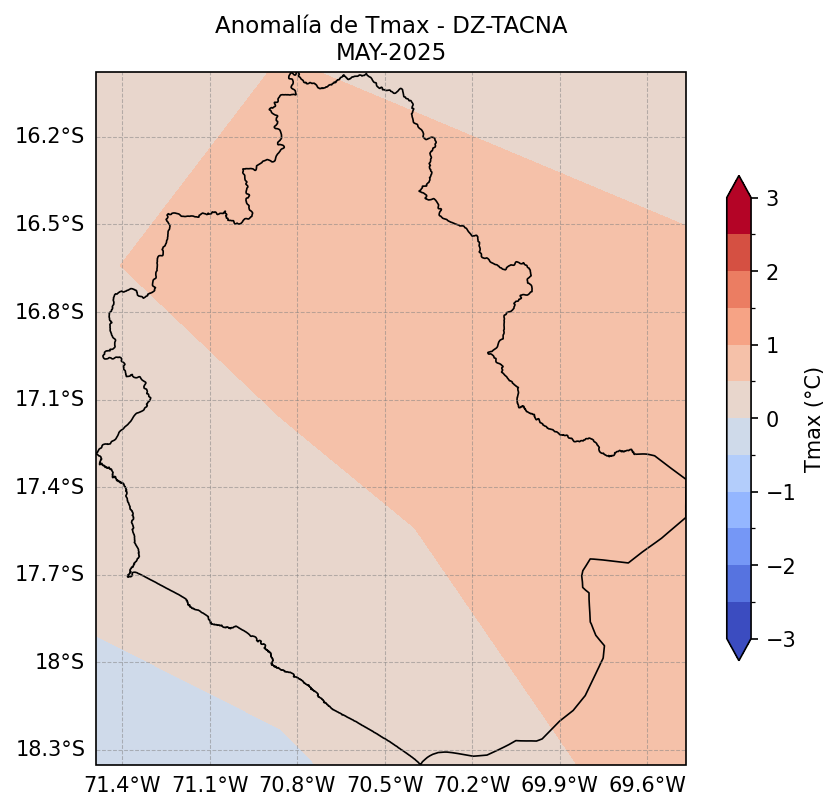 Anomalía de Tmax - DZ-TACNA
MAY-2025
16.2°S
16.5°S
16.8°S
17.1°S
17.4°S
17.7°S
18°S
18.3°S
71.4°W 71.1°W 70.8°W 70.5°W 70.2°W 69.9°W 69.6°W
3
2
1
0
−1
−2
−3
Tmax (°C)